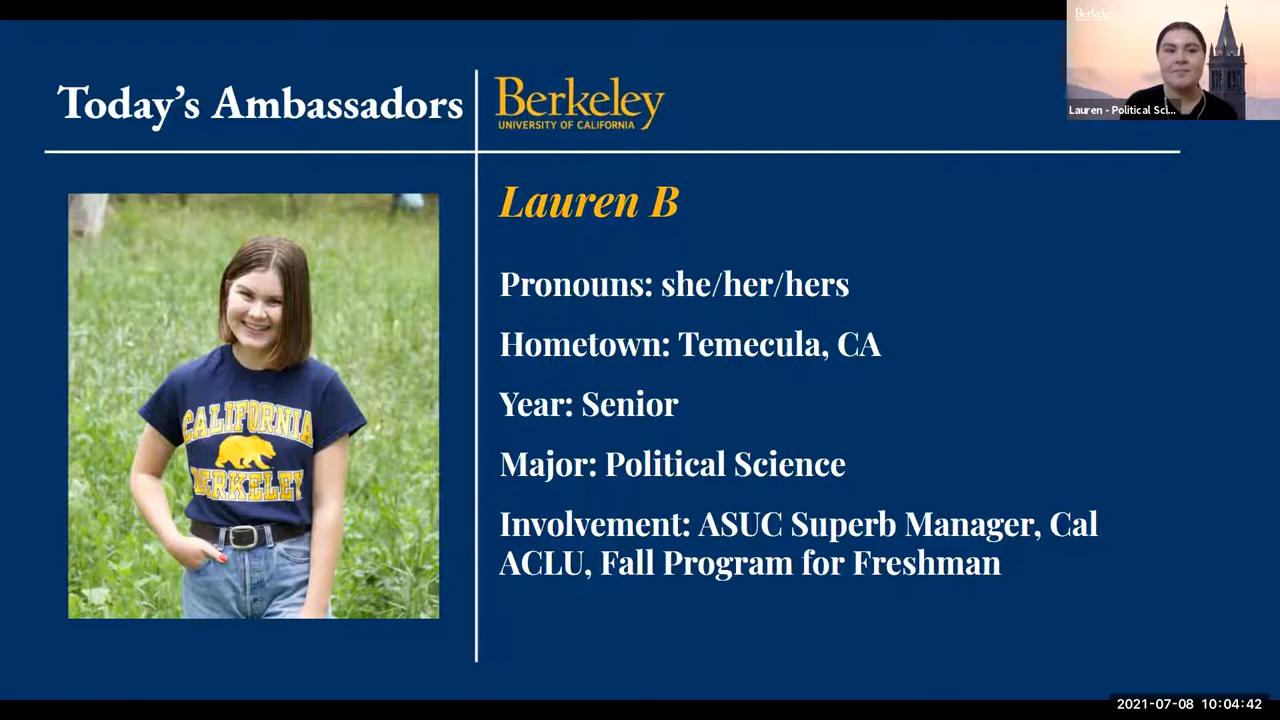 Today's Ambassadors
Berkeley
UNIVERSITY OF CALIFORNIA
Berkeley
Lauren - Political Sci...
Lauren B
Pronouns: she/her/hers
Hometown: Temecula, CA
Year: Senior
Major: Political Science
Involvement: ASUC Superb Manager, Cal
ACLU, Fall Program for Freshman
CALIFORNIA
BERKELEY
2021-07-08 10:04:42